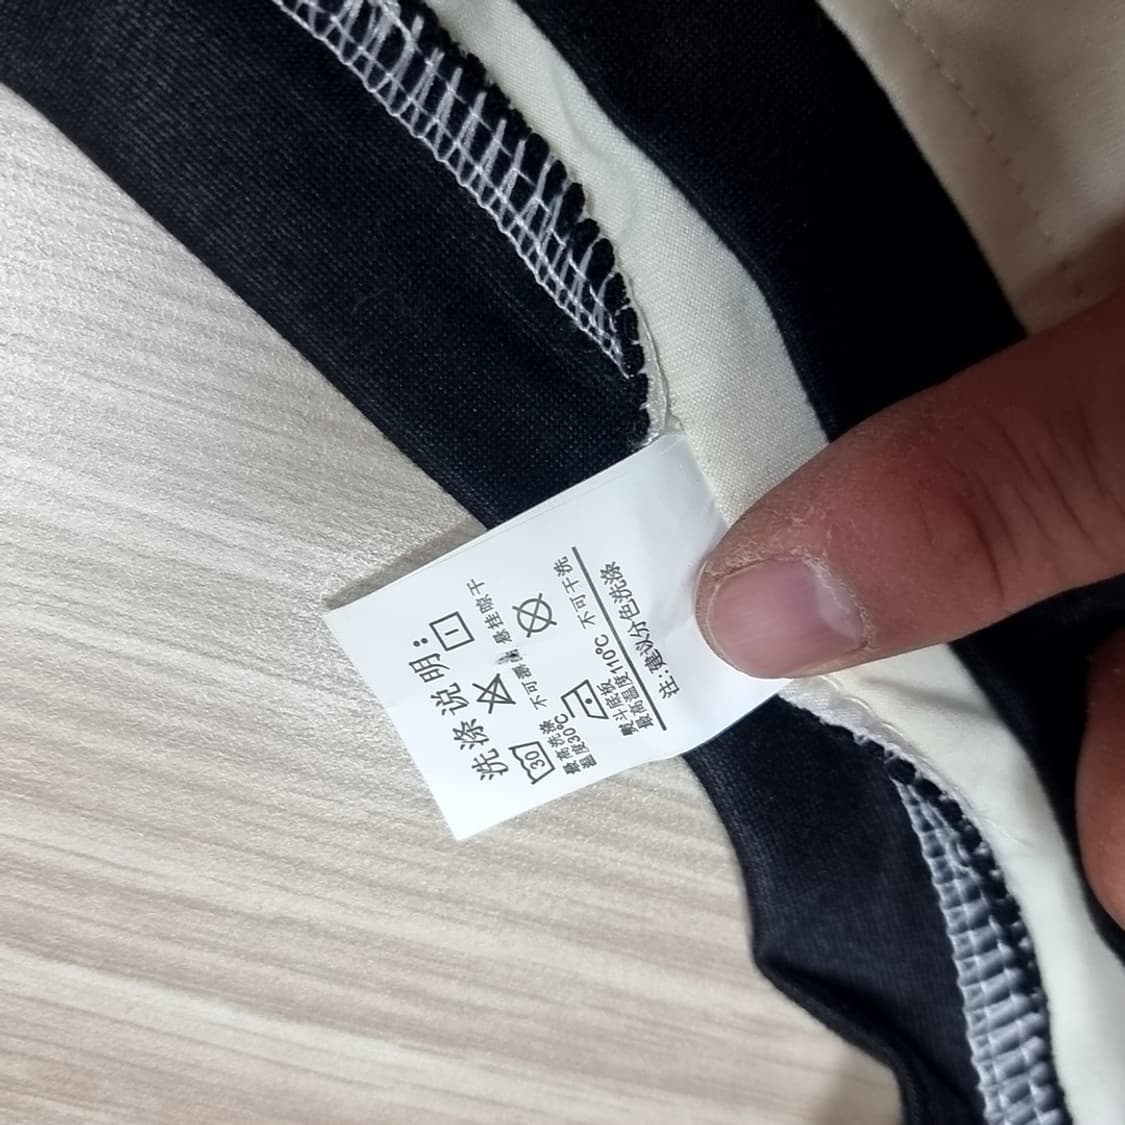 洗涤说明：
30
最高洗涤
温度30℃
不可漂
悬挂晾干
熨斗底板
最高温度110℃
不可干洗
注:建议分色洗涤